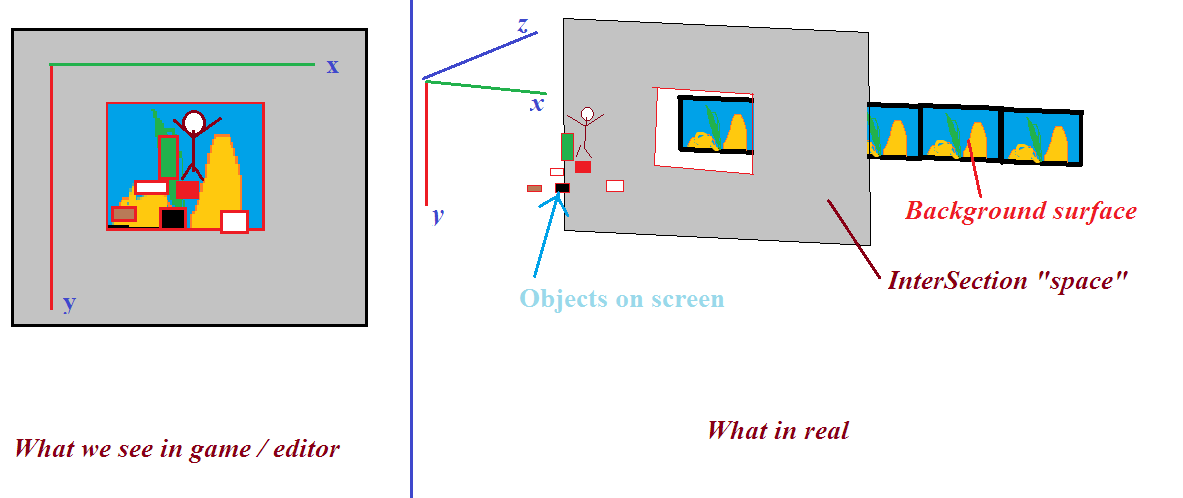 x
y
What we see in game / editor
z
x
y
Background surface
InterSection "space"
Objects on screen
What in real